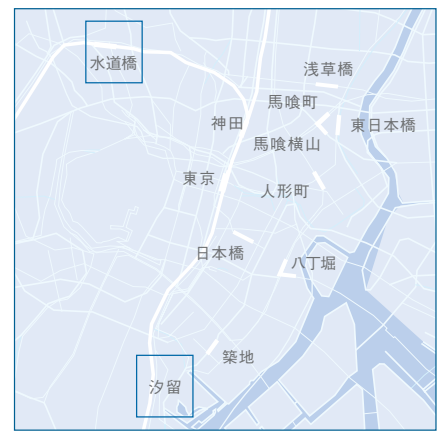 水道橋
浅草橋
馬喰町
神田
東日本橋
馬喰横山
東京
人形町
日本橋
八丁堀
築地
汐留